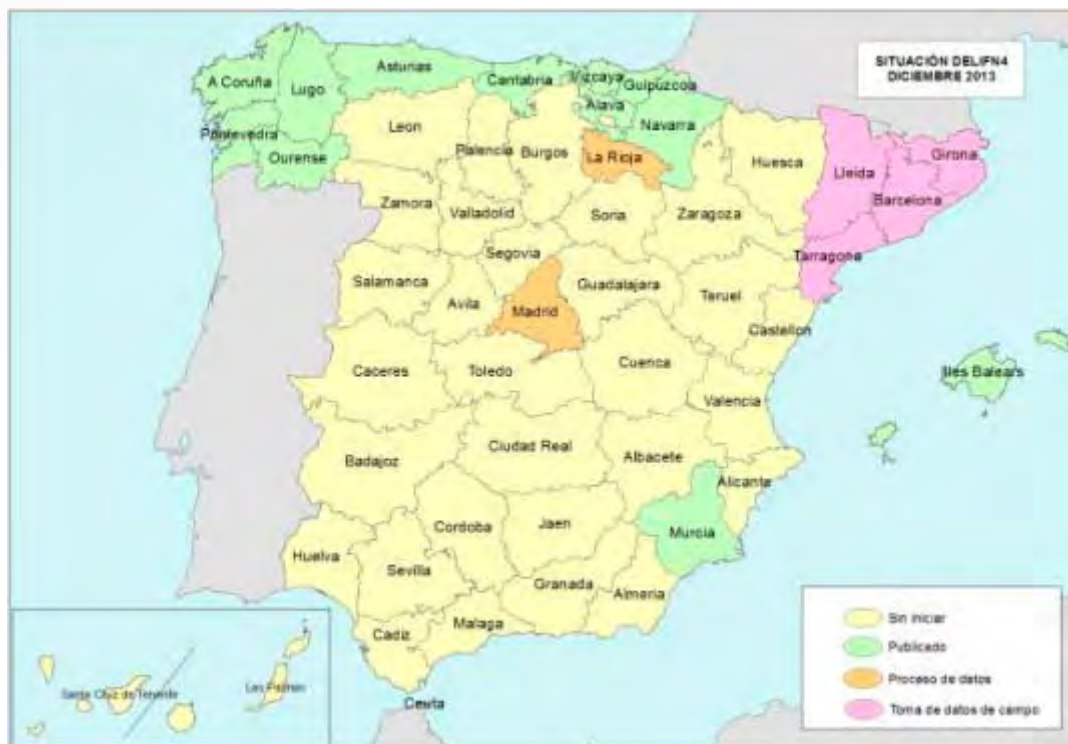 SITUACIÓN DEL IFN4
DICIEMBRE 2013
A Coruña
Lugo
Asturias
Cantabria
Vizcaya
Guipúzcoa
Alava
Navarra
Pontevedra
Ourense
Leon
Palencia
Burgos
La Rioja
Huesca
Lleida
Girona
Barcelona
Tarragona
Zamora
Valladolid
Soria
Zaragoza
Segovia
Salamanca
Avila
Madrid
Guadalajara
Teruel
Castellon
Caceres
Toledo
Cuenca
Valencia
Illes Balears
Badajoz
Ciudad Real
Albacete
Alicante
Murcia
Huelva
Sevilla
Cordoba
Jaen
Granada
Almeria
Cadiz
Malaga
Ceuta
Santa Cruz de Tenerife
Las Palmas
Sin iniciar
Publicado
Proceso de datos
Toma de datos de campo